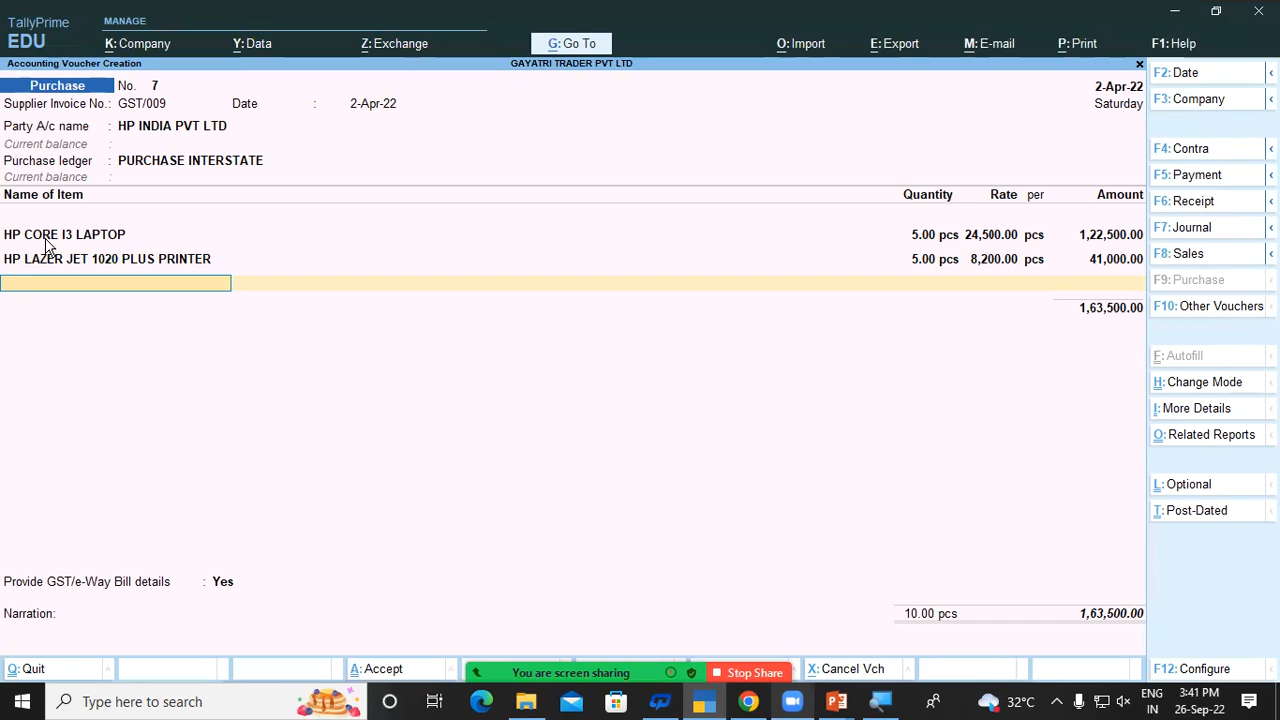 TallyPrime
EDU
MANAGE
K: Company
Y: Data
Z: Exchange
G: Go To
O: Import
E: Export
M: E-mail
P: Print
F1: Help
Accounting Voucher Creation
GAYATRI TRADER PVT LTD
×
Purchase No. 7
2-Apr-22
Supplier Invoice No.: GST/009 Date : 2-Apr-22
Saturday
Party A/c name : HP INDIA PVT LTD
Current balance :
Purchase ledger : PURCHASE INTERSTATE
Current balance :
Name of Item Quantity Rate per Amount
HP CORE I3 LAPTOP 5.00 pcs 24,500.00 pcs 1,22,500.00
HP LAZER JET 1020 PLUS PRINTER 5.00 pcs 8,200.00 pcs 41,000.00
1,63,500.00
Provide GST/e-Way Bill details : Yes
Narration: 10.00 pcs 1,63,500.00
F2: Date
F3: Company
F4: Contra
F5: Payment
F6: Receipt
F7: Journal
F8: Sales
F9: Purchase
F10: Other Vouchers
F: Autofill
H: Change Mode
I: More Details
O: Related Reports
L: Optional
T: Post-Dated
Q: Quit
A: Accept
You are screen sharing
Stop Share
X: Cancel Vch
F12: Configure
Type here to search
32°C
ENG
IN
3:41 PM
26-Sep-22